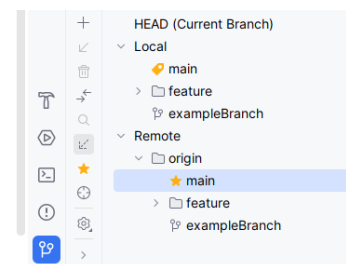 HEAD (Current Branch)
Local
main
feature
exampleBranch
Remote
origin
main
feature
exampleBranch